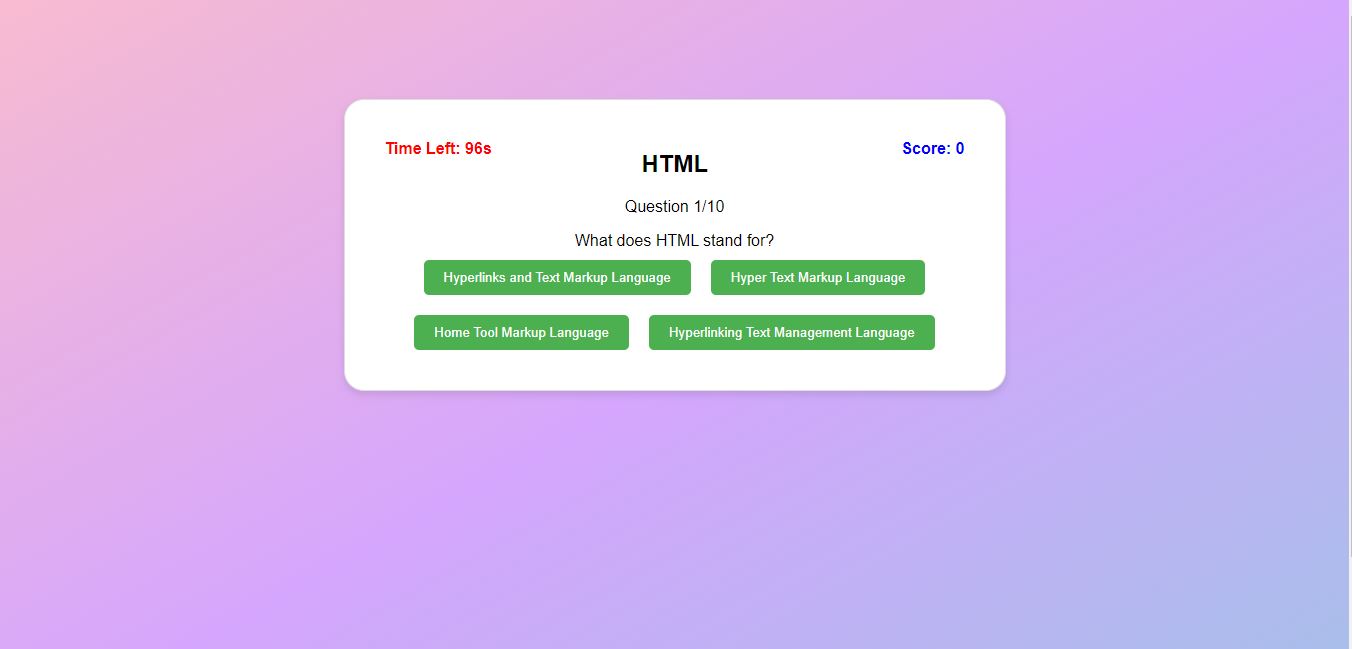 Time Left: 96s
Score: 0
HTML
Question 1/10
What does HTML stand for?
Hyperlinks and Text Markup Language
Hyper Text Markup Language
Home Tool Markup Language
Hyperlinking Text Management Language